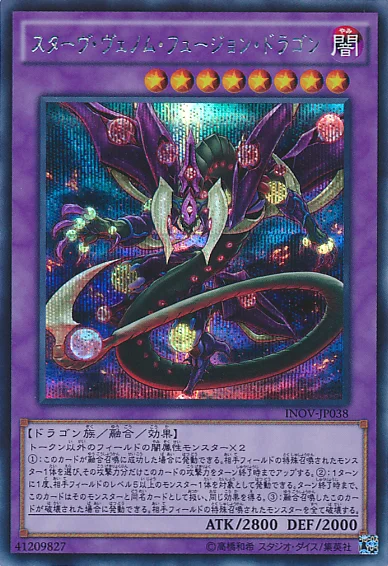 スターヴ・ヴェノム・フュージョン・ドラゴン
闇
INOV-JP038
【ドラゴン族/融合/効果】
トークン以外のフィールドの闇属性モンスター×2
①:このカードが融合召喚に成功した場合に発動できる。相手フィールドの特殊召喚されたモンス
ター1体を選び、その攻撃力分だけこのカードの攻撃力をターン終了時までアップする。②:1ターン
に1度、相手フィールドのレベル5以上のモンスター1体を対象として発動できる。ターン終了時まで、
このカードはそのモンスターと同名カードとして扱い、同じ効果を得る。③:融合召喚したこのカー
ドが破壊された場合に発動できる。相手フィールドの特殊召喚されたモンスターを全て破壊する。
ATK/2800 DEF/2000
41209827
©高橋和希 スタジオ・ダイス/集英社